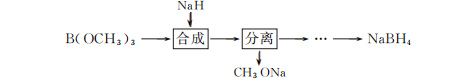 NaH
B(OCH₃)₃ → 合成 → 分离 → ··· → NaBH₄
CH₃ONa